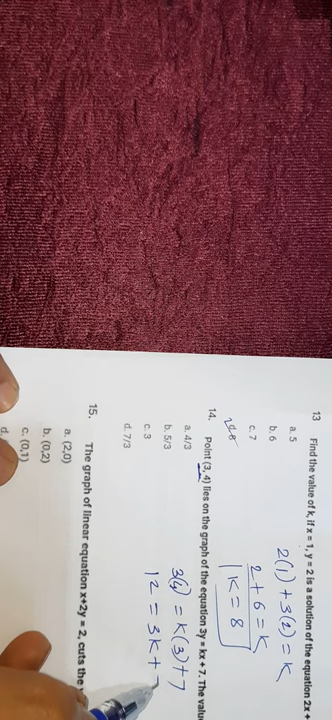 13 Find the value of k, if x = 1, y = 2 is a solution of the equation 2x +
a. 5
b. 6
c. 7
d. 8
2(1) + 3(2) = K
2 + 6 = K
K = 8
14. Point (3, 4) lies on the graph of the equation 3y = kx + 7. The
a. 4/3
b. 5/3
c. 3
d. 7/3
3(4) = K(3) + 7
12 = 3K + 7
15. The graph of linear equation x+2y = 2, cuts the
a. (2,0)
b. (0,2)
c. (0,1)
d.